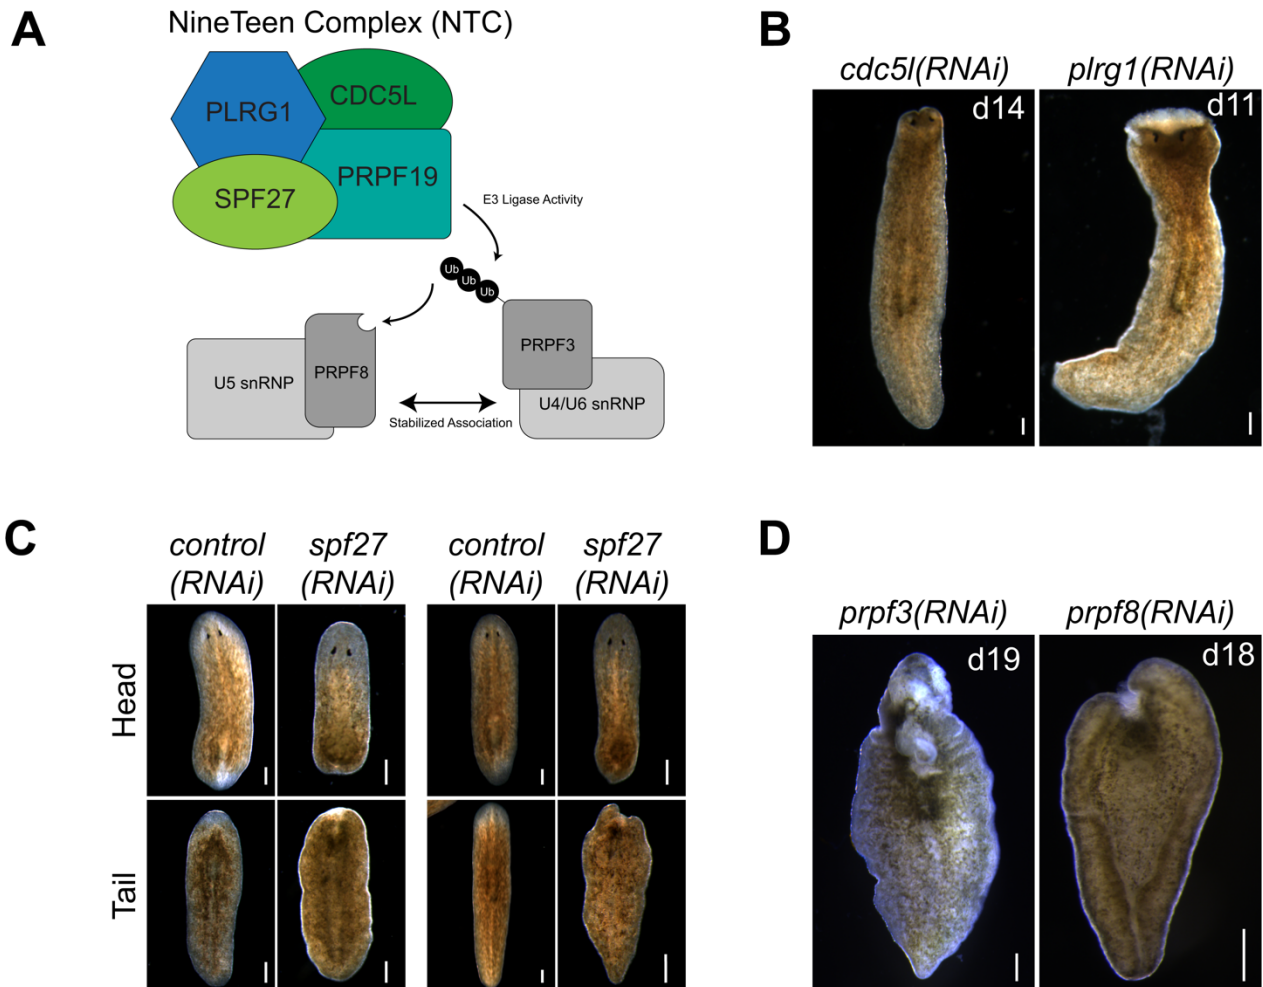 A
NineTeen Complex (NTC)
PLRG1
CDC5L
SPF27
PRPF19
E3 Ligase Activity
Ub
Ub
Ub
U5 snRNP
PRPF8
PRPF3
U4/U6 snRNP
Stabilized Association
B
cdc5l(RNAi)
plrg1(RNAi)
d14
d11
C
control
(RNAi)
spf27
(RNAi)
control
(RNAi)
spf27
(RNAi)
Head
Tail
D
prpf3(RNAi)
prpf8(RNAi)
d19
d18